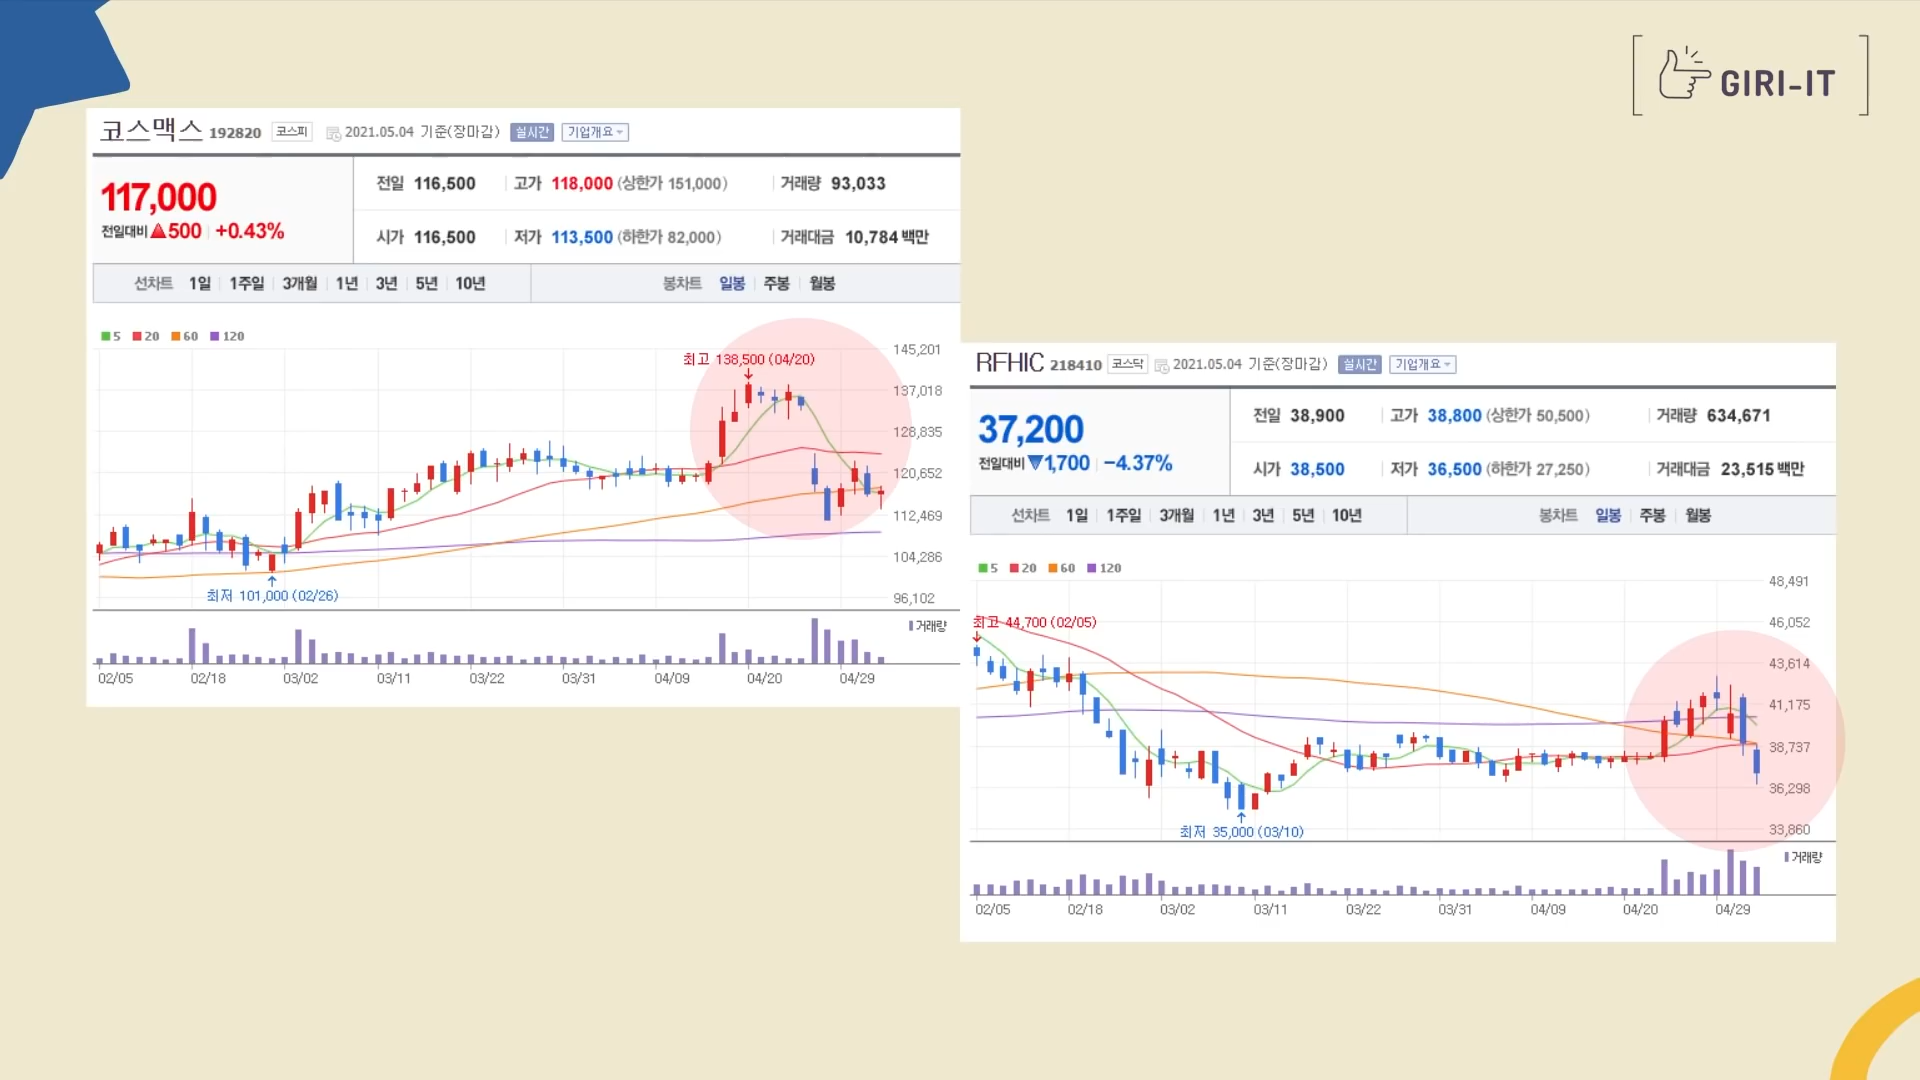 GIRI-IT
코스맥스 192820 코스피 2021.05.04 기준(장마감) 실시간 기업개요
117,000
전일대비 ▲500 +0.43%
전일 116,500 고가 118,000 (상한가 151,000) 거래량 93,033
시가 116,500 저가 113,500 (하한가 82,000) 거래대금 10,784 백만
선차트 1일 1주일 3개월 1년 3년 5년 10년 봉차트 일봉 주봉 월봉
5 20 60 120
최고 138,500 (04/20)
145,201
137,018
128,835
120,652
112,469
104,286
96,102
최저 101,000 (02/26)
거래량
02/05 02/18 03/02 03/11 03/22 03/31 04/09 04/20 04/29
RFHIC 218410 코스닥 2021.05.04 기준(장마감) 실시간 기업개요
37,200
전일대비 ▼1,700 -4.37%
전일 38,900 고가 38,800 (상한가 50,500) 거래량 634,671
시가 38,500 저가 36,500 (하한가 27,250) 거래대금 23,515 백만
선차트 1일 1주일 3개월 1년 3년 5년 10년 봉차트 일봉 주봉 월봉
5 20 60 120
최고 44,700 (02/05)
48,491
46,052
43,614
41,175
38,737
36,298
33,860
최저 35,000 (03/10)
거래량
02/05 02/18 03/02 03/11 03/22 03/31 04/09 04/20 04/29